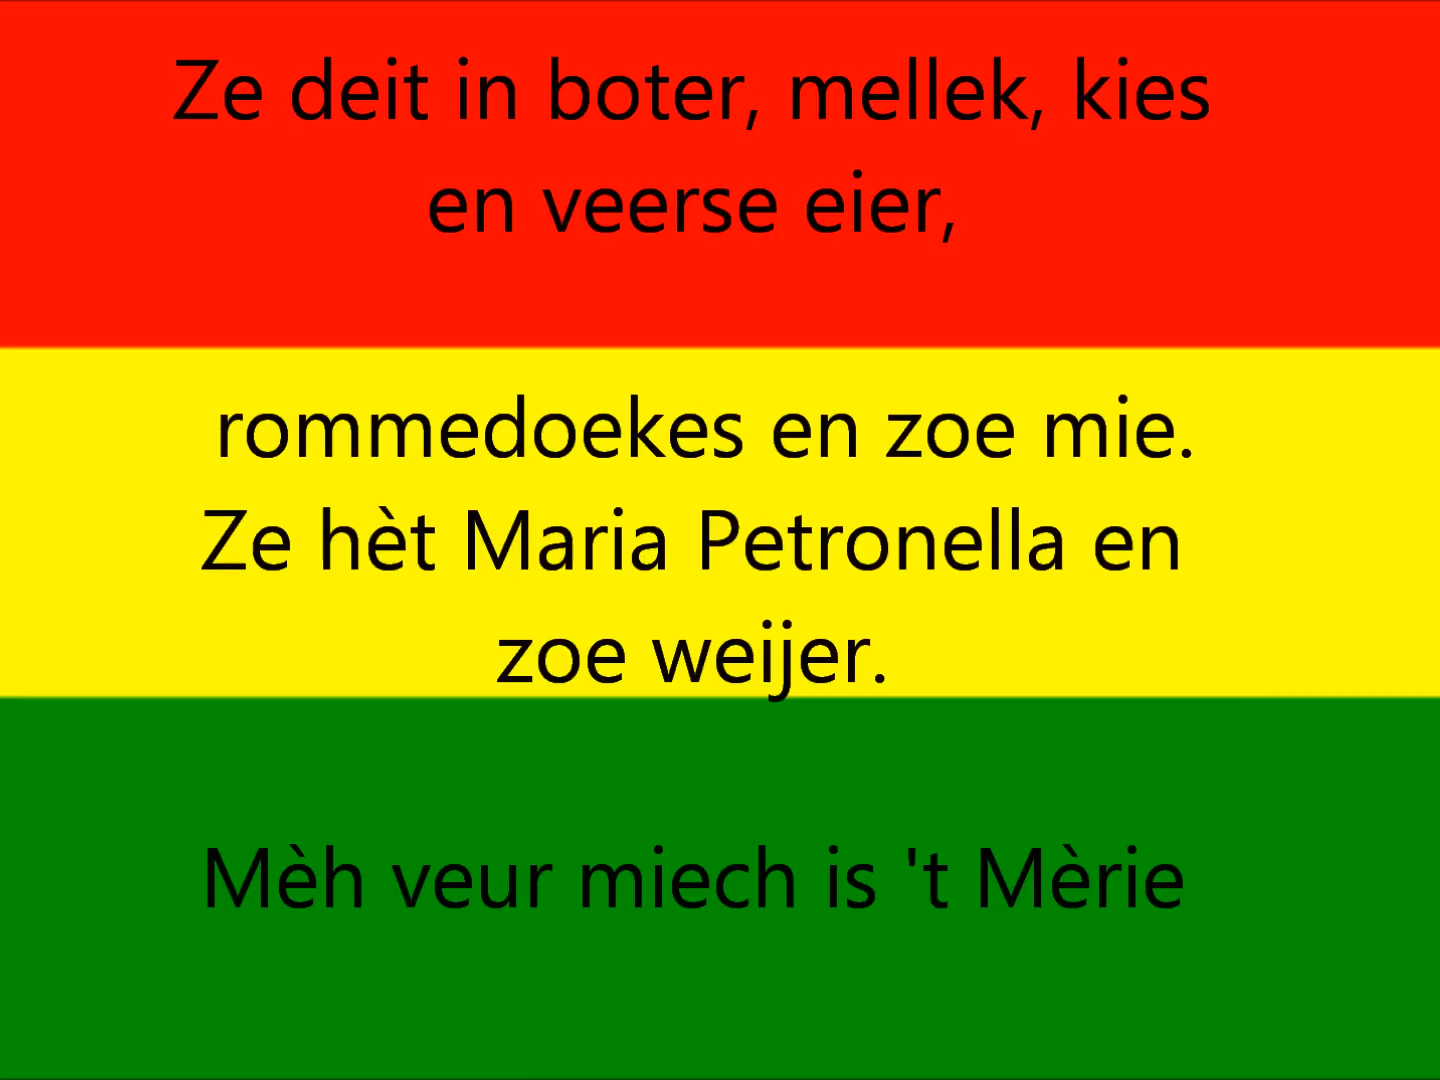 Ze deit in boter, mellek, kies
en veerse eier,
rommedoekes en zoe mie.
Ze hèt Maria Petronella en
zoe weijer.
Mèh veur miech is 't Mèrie